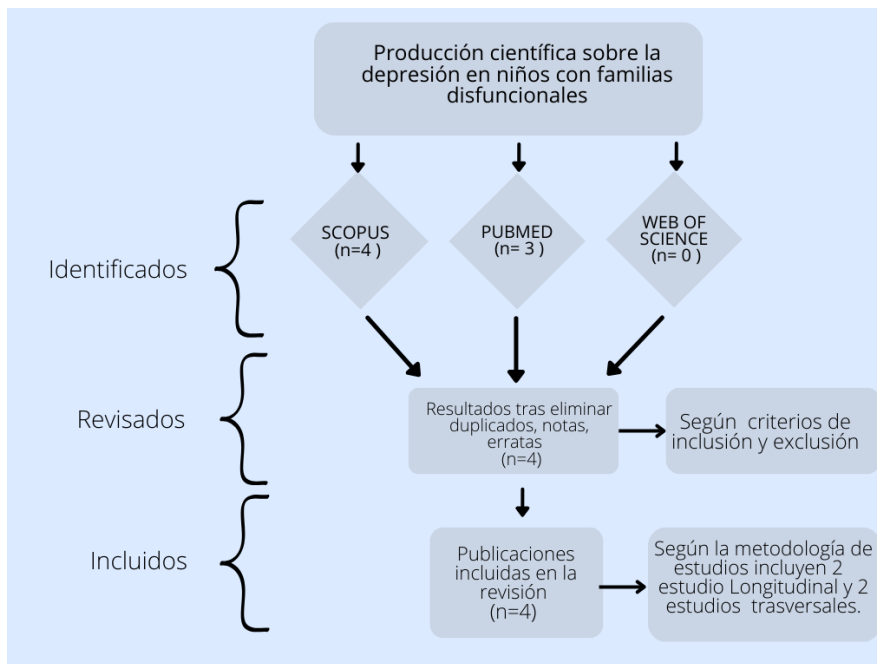 Producción científica sobre la
depresión en niños con familias
disfuncionales
SCOPUS
(n=4 )
PUBMED
(n= 3 )
WEB OF
SCIENCE
(n= 0 )
Identificados
Revisados
Resultados tras eliminar
duplicados, notas,
erratas
(n=4)
Según criterios de
inclusión y exclusión
Incluidos
Publicaciones
incluidas en la
revisión
(n=4)
Según la metodología de
estudios incluyen 2
estudio Longitudinal y 2
estudios trasversales.